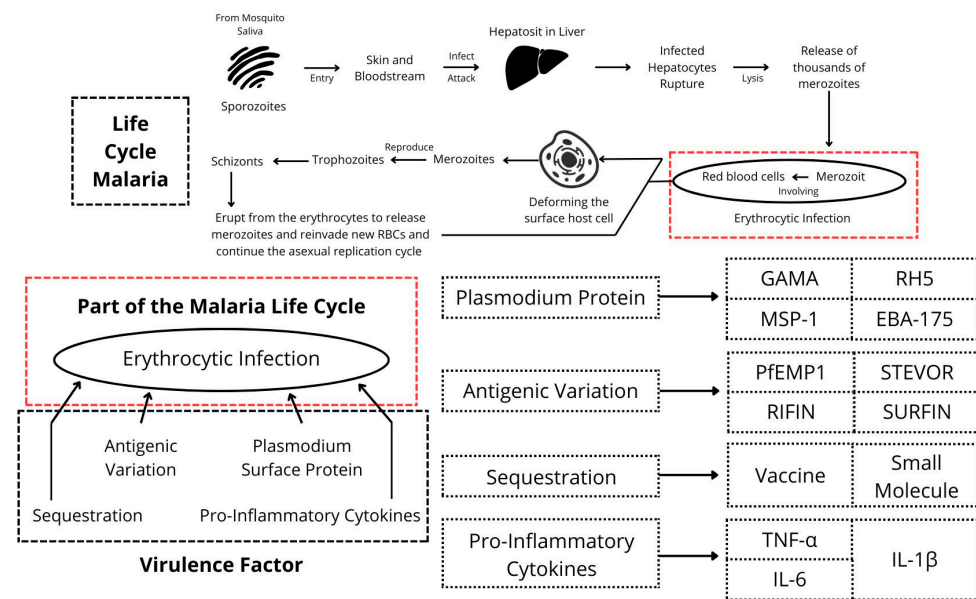 From Mosquito
Saliva
Sporozoites
Entry
Skin and
Bloodstream
Infect
Attack
Hepatosit in Liver
Infected
Hepatocytes
Rupture
Lysis
Release of
thousands of
merozoites
Life
Cycle
Malaria
Schizonts
Trophozoites
Reproduce
Merozoites
Deforming the
surface host cell
Red blood cells
Merozoit
Involving
Erythrocytic Infection
Erupt from the erythrocytes to release
merozoites and reinvade new RBCs and
continue the asexual replication cycle
Part of the Malaria Life Cycle
Erythrocytic Infection
Antigenic
Variation
Plasmodium
Surface Protein
Sequestration
Pro-Inflammatory Cytokines
Virulence Factor
Plasmodium Protein
GAMA
RH5
MSP-1
EBA-175
Antigenic Variation
PfEMP1
STEVOR
RIFIN
SURFIN
Sequestration
Vaccine
Small
Molecule
Pro-Inflammatory
Cytokines
TNF-α
IL-6
IL-1β